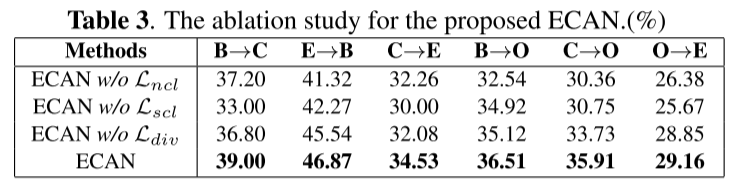 Table 3. The ablation study for the proposed ECAN.(%)
Methods B→C E→B C→E B→O C→O O→E
ECAN w/o ℒncl 37.20 41.32 32.26 32.54 30.36 26.38
ECAN w/o ℒscl 33.00 42.27 30.00 34.92 30.75 25.67
ECAN w/o ℒdiv 36.80 45.54 32.08 35.12 33.73 28.85
ECAN 39.00 46.87 34.53 36.51 35.91 29.16